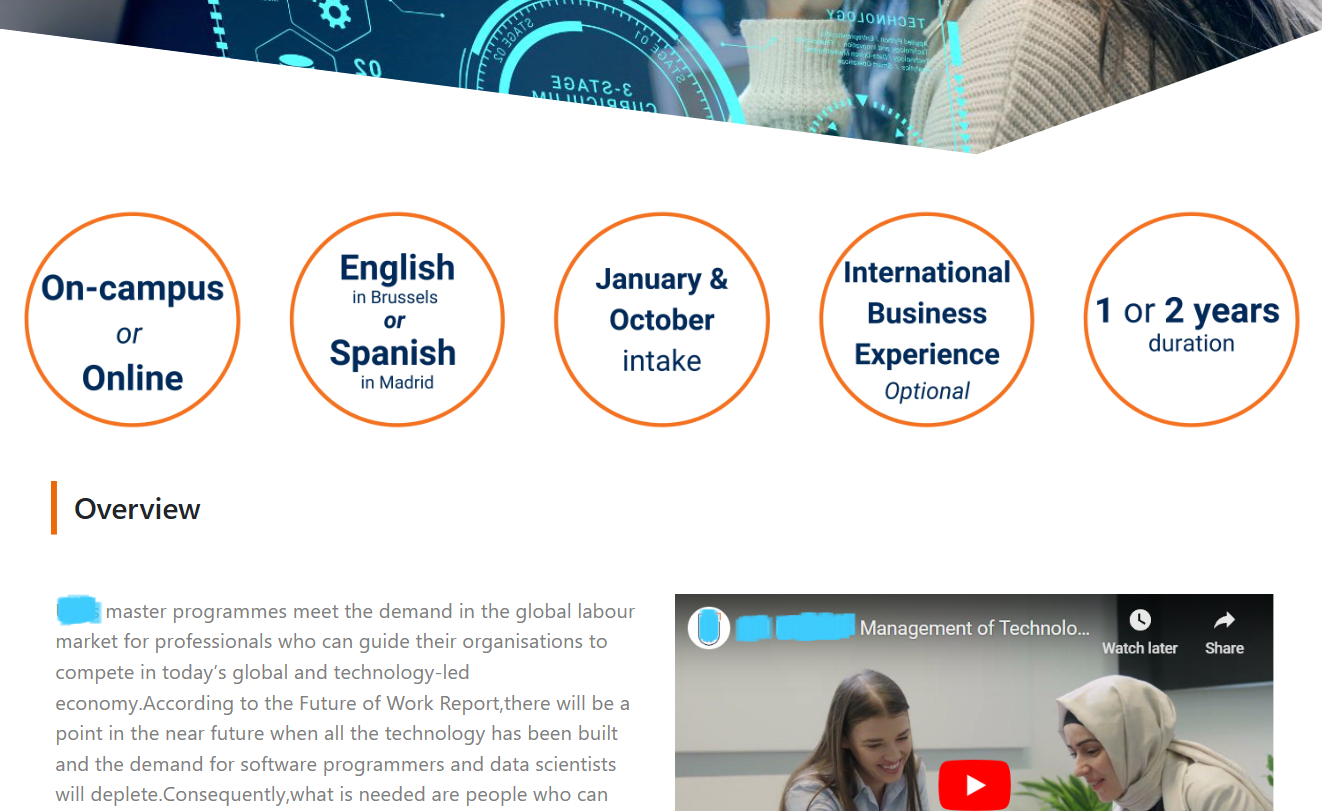 TECHNOLOGY
02
STAGE 02
STAGE 01
3-STAGE
CURRICULUM
On-campus
or
Online
English
in Brussels
or
Spanish
in Madrid
January &
October
intake
International
Business
Experience
Optional
1 or 2 years
duration
Overview
master programmes meet the demand in the global labour
market for professionals who can guide their organisations to
compete in today’s global and technology-led
economy.According to the Future of Work Report,there will be a
point in the near future when all the technology has been built
and the demand for software programmers and data scientists
will deplete.Consequently,what is needed are people who can
Management of Technolo...
Watch later
Share